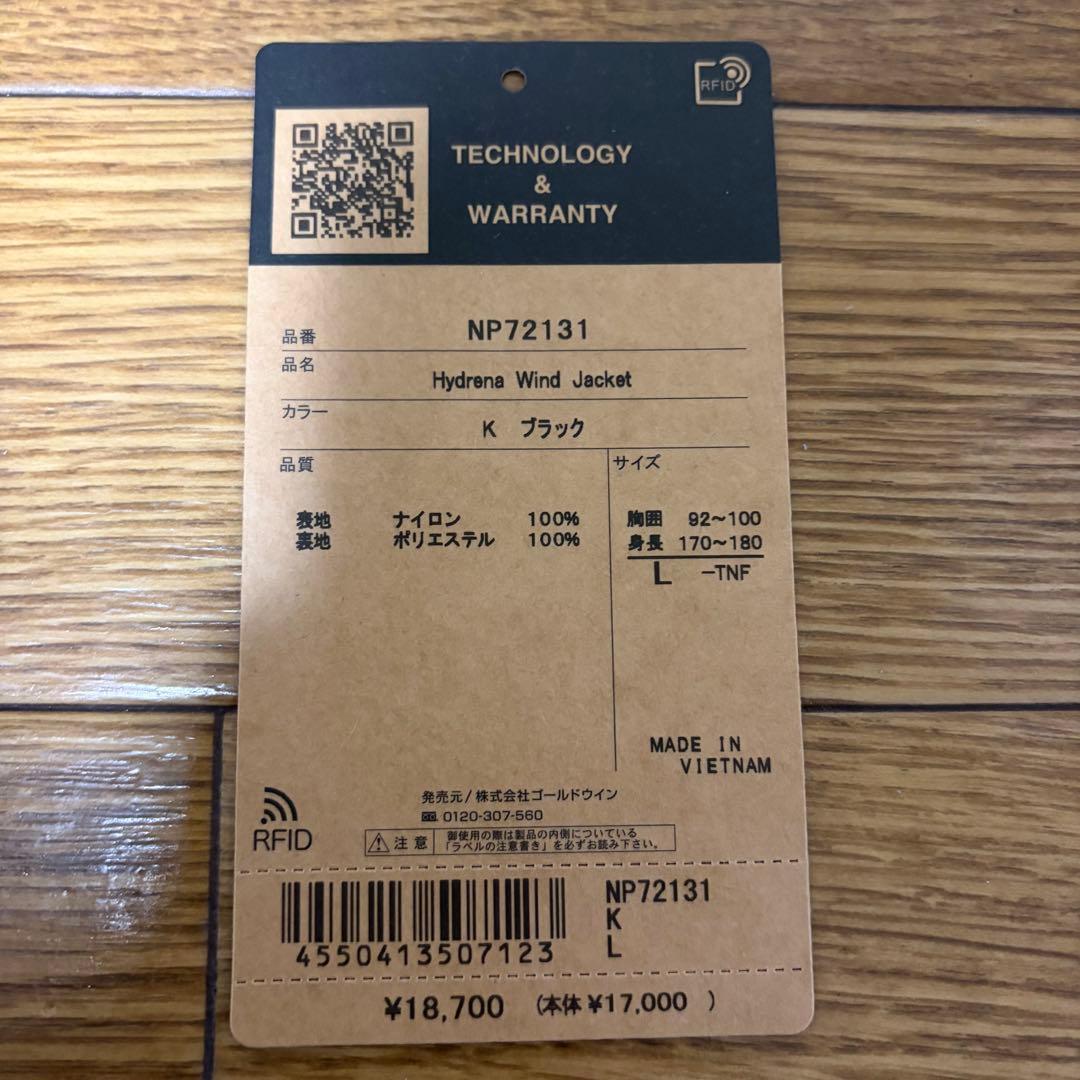 RFID
TECHNOLOGY
&
WARRANTY
品番 NP72131
品名 Hydrena Wind Jacket
カラー K ブラック
品質
表地 ナイロン 100%
裏地 ポリエステル 100%
サイズ
胸囲 92~100
身長 170~180
L -TNF
MADE IN
VIETNAM
発売元/株式会社ゴールドウイン
0120-307-560
RFID
注意 御使用の際は製品の内側についている
「ラベルの注意書き」を必ずお読み下さい。
4550413507123
NP72131
K
L
¥18,700 (本体 ¥17,000 )